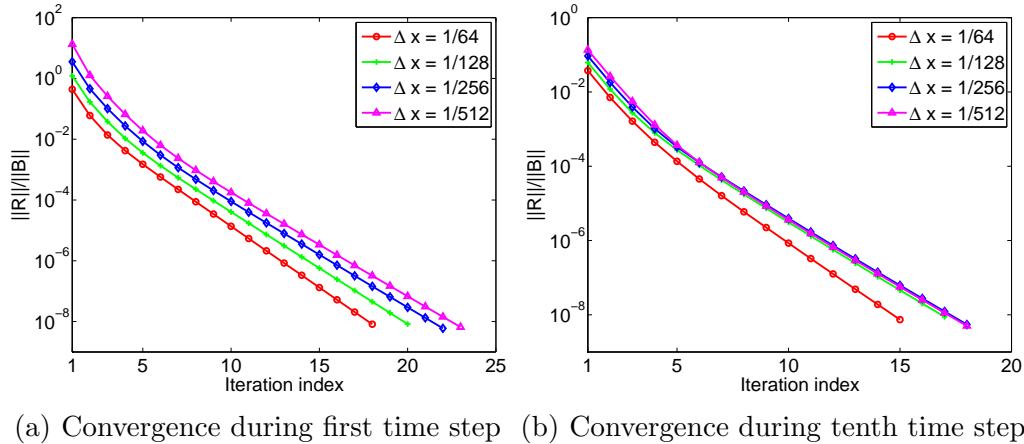 10^2
10^0
10^-2
10^-4
10^-6
10^-8
||R||/||B||
1 5 10 15 20 25
Iteration index
Δ x = 1/64
Δ x = 1/128
Δ x = 1/256
Δ x = 1/512
(a) Convergence during first time step
10^0
10^-2
10^-4
10^-6
10^-8
||R||/||B||
1 5 10 15 20
Iteration index
Δ x = 1/64
Δ x = 1/128
Δ x = 1/256
Δ x = 1/512
(b) Convergence during tenth time step